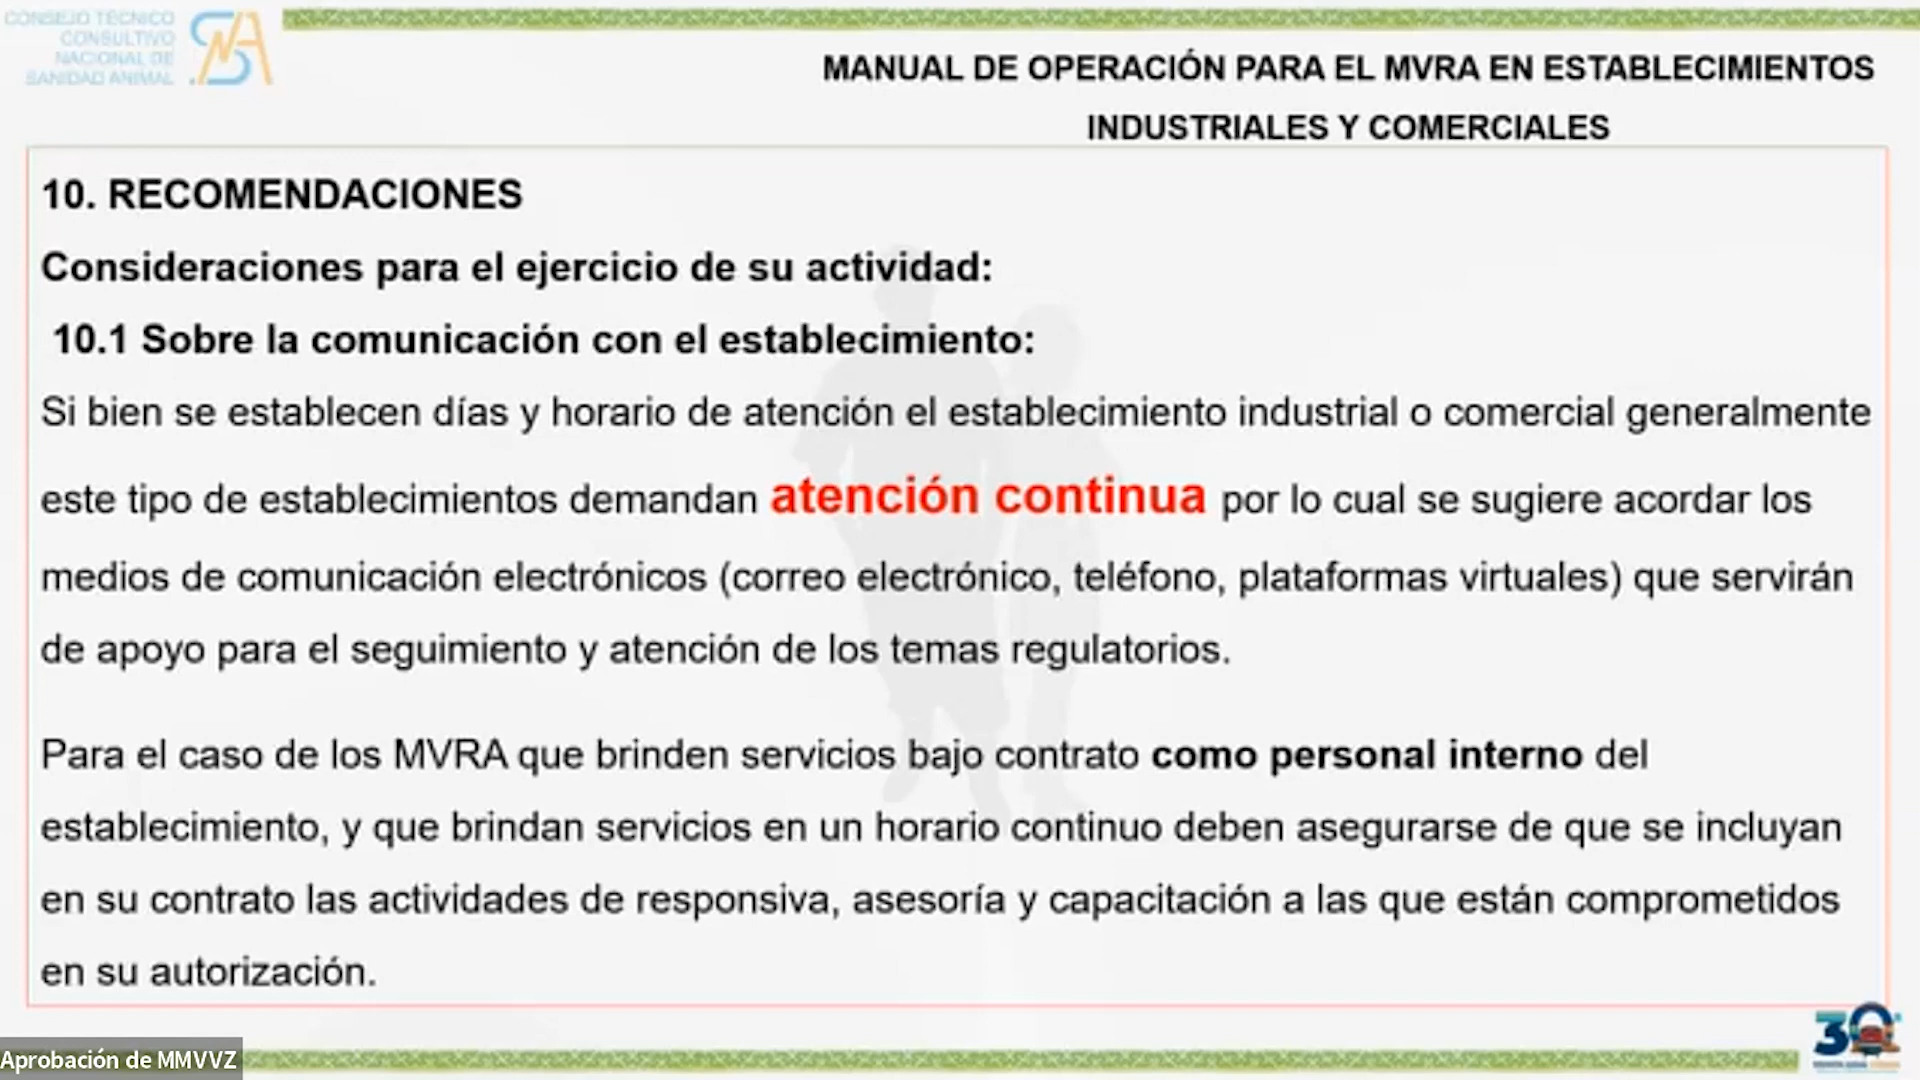 CONSEJO TÉCNICO
CONSULTIVO
NACIONAL DE
SANIDAD ANIMAL
MANUAL DE OPERACIÓN PARA EL MVRA EN ESTABLECIMIENTOS
INDUSTRIALES Y COMERCIALES
10. RECOMENDACIONES
Consideraciones para el ejercicio de su actividad:
10.1 Sobre la comunicación con el establecimiento:
Si bien se establecen días y horario de atención el establecimiento industrial o comercial generalmente
este tipo de establecimientos demandan atención continua por lo cual se sugiere acordar los
medios de comunicación electrónicos (correo electrónico, teléfono, plataformas virtuales) que servirán
de apoyo para el seguimiento y atención de los temas regulatorios.
Para el caso de los MVRA que brinden servicios bajo contrato como personal interno del
establecimiento, y que brindan servicios en un horario continuo deben asegurarse de que se incluyan
en su contrato las actividades de responsiva, asesoría y capacitación a las que están comprometidos
en su autorización.
30
Aprobación de MMVVZ